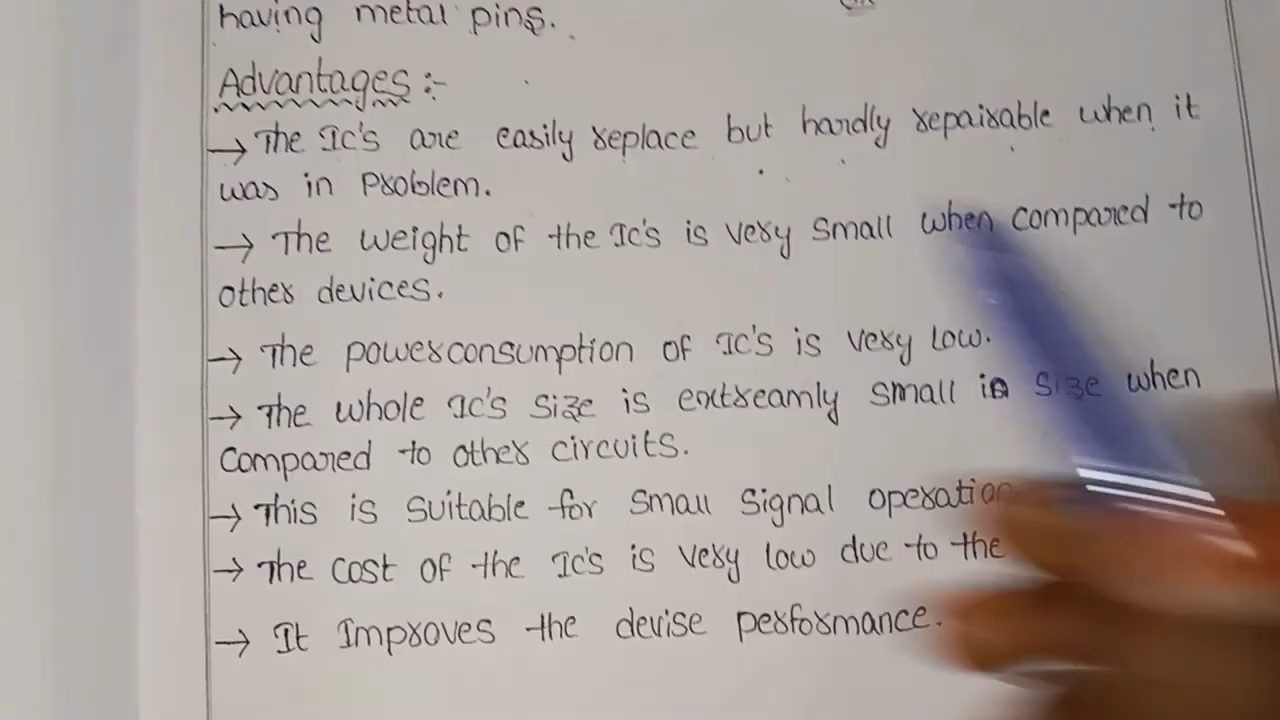 having metal pins.
Advantages :-
→ The Ic's are easily replace but hardly repairable when it
was in Problem.
→ The weight of the Ic's is very small when compared to
other devices.
→ The powerconsumption of Ic's is very low.
→ The whole Ic's size is extreamly small in size when
Compared to other circuits.
→ This is suitable for small signal operation
→ The cost of the Ic's is very low due to the
→ It Improves the devise performance.